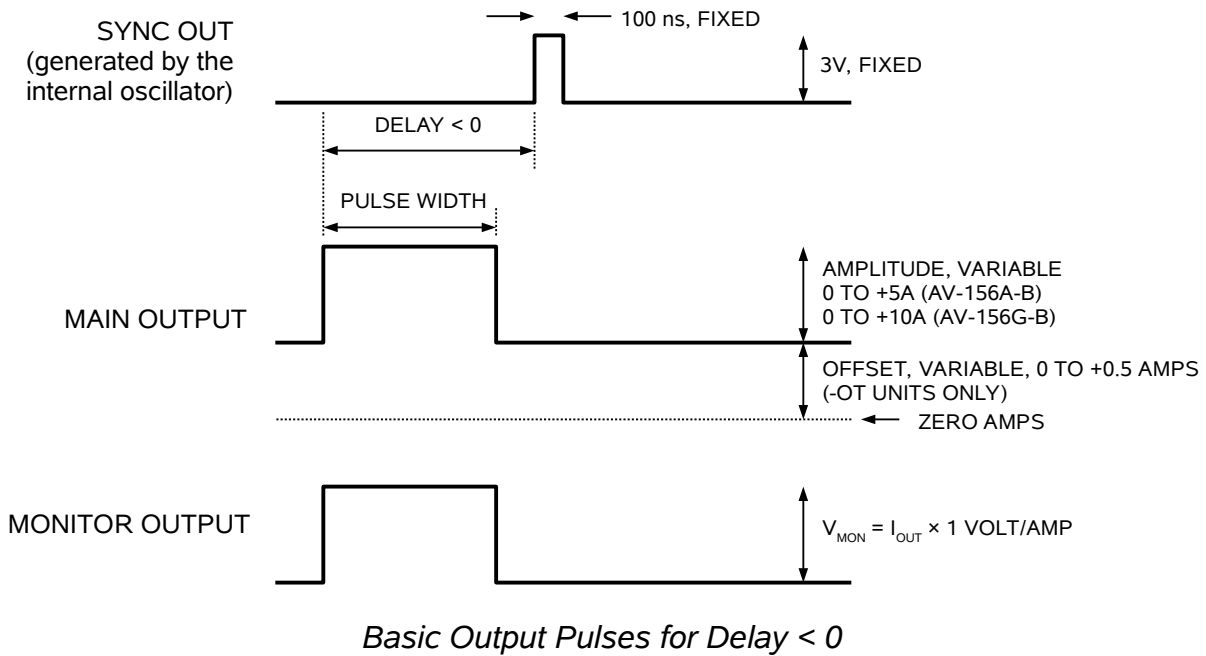 SYNC OUT
(generated by the
internal oscillator)
100 ns, FIXED
3V, FIXED
DELAY < 0
PULSE WIDTH
MAIN OUTPUT
AMPLITUDE, VARIABLE
0 TO +5A (AV-156A-B)
0 TO +10A (AV-156G-B)
OFFSET, VARIABLE, 0 TO +0.5 AMPS
(-OT UNITS ONLY)
ZERO AMPS
MONITOR OUTPUT
VMON = IOUT × 1 VOLT/AMP
Basic Output Pulses for Delay < 0